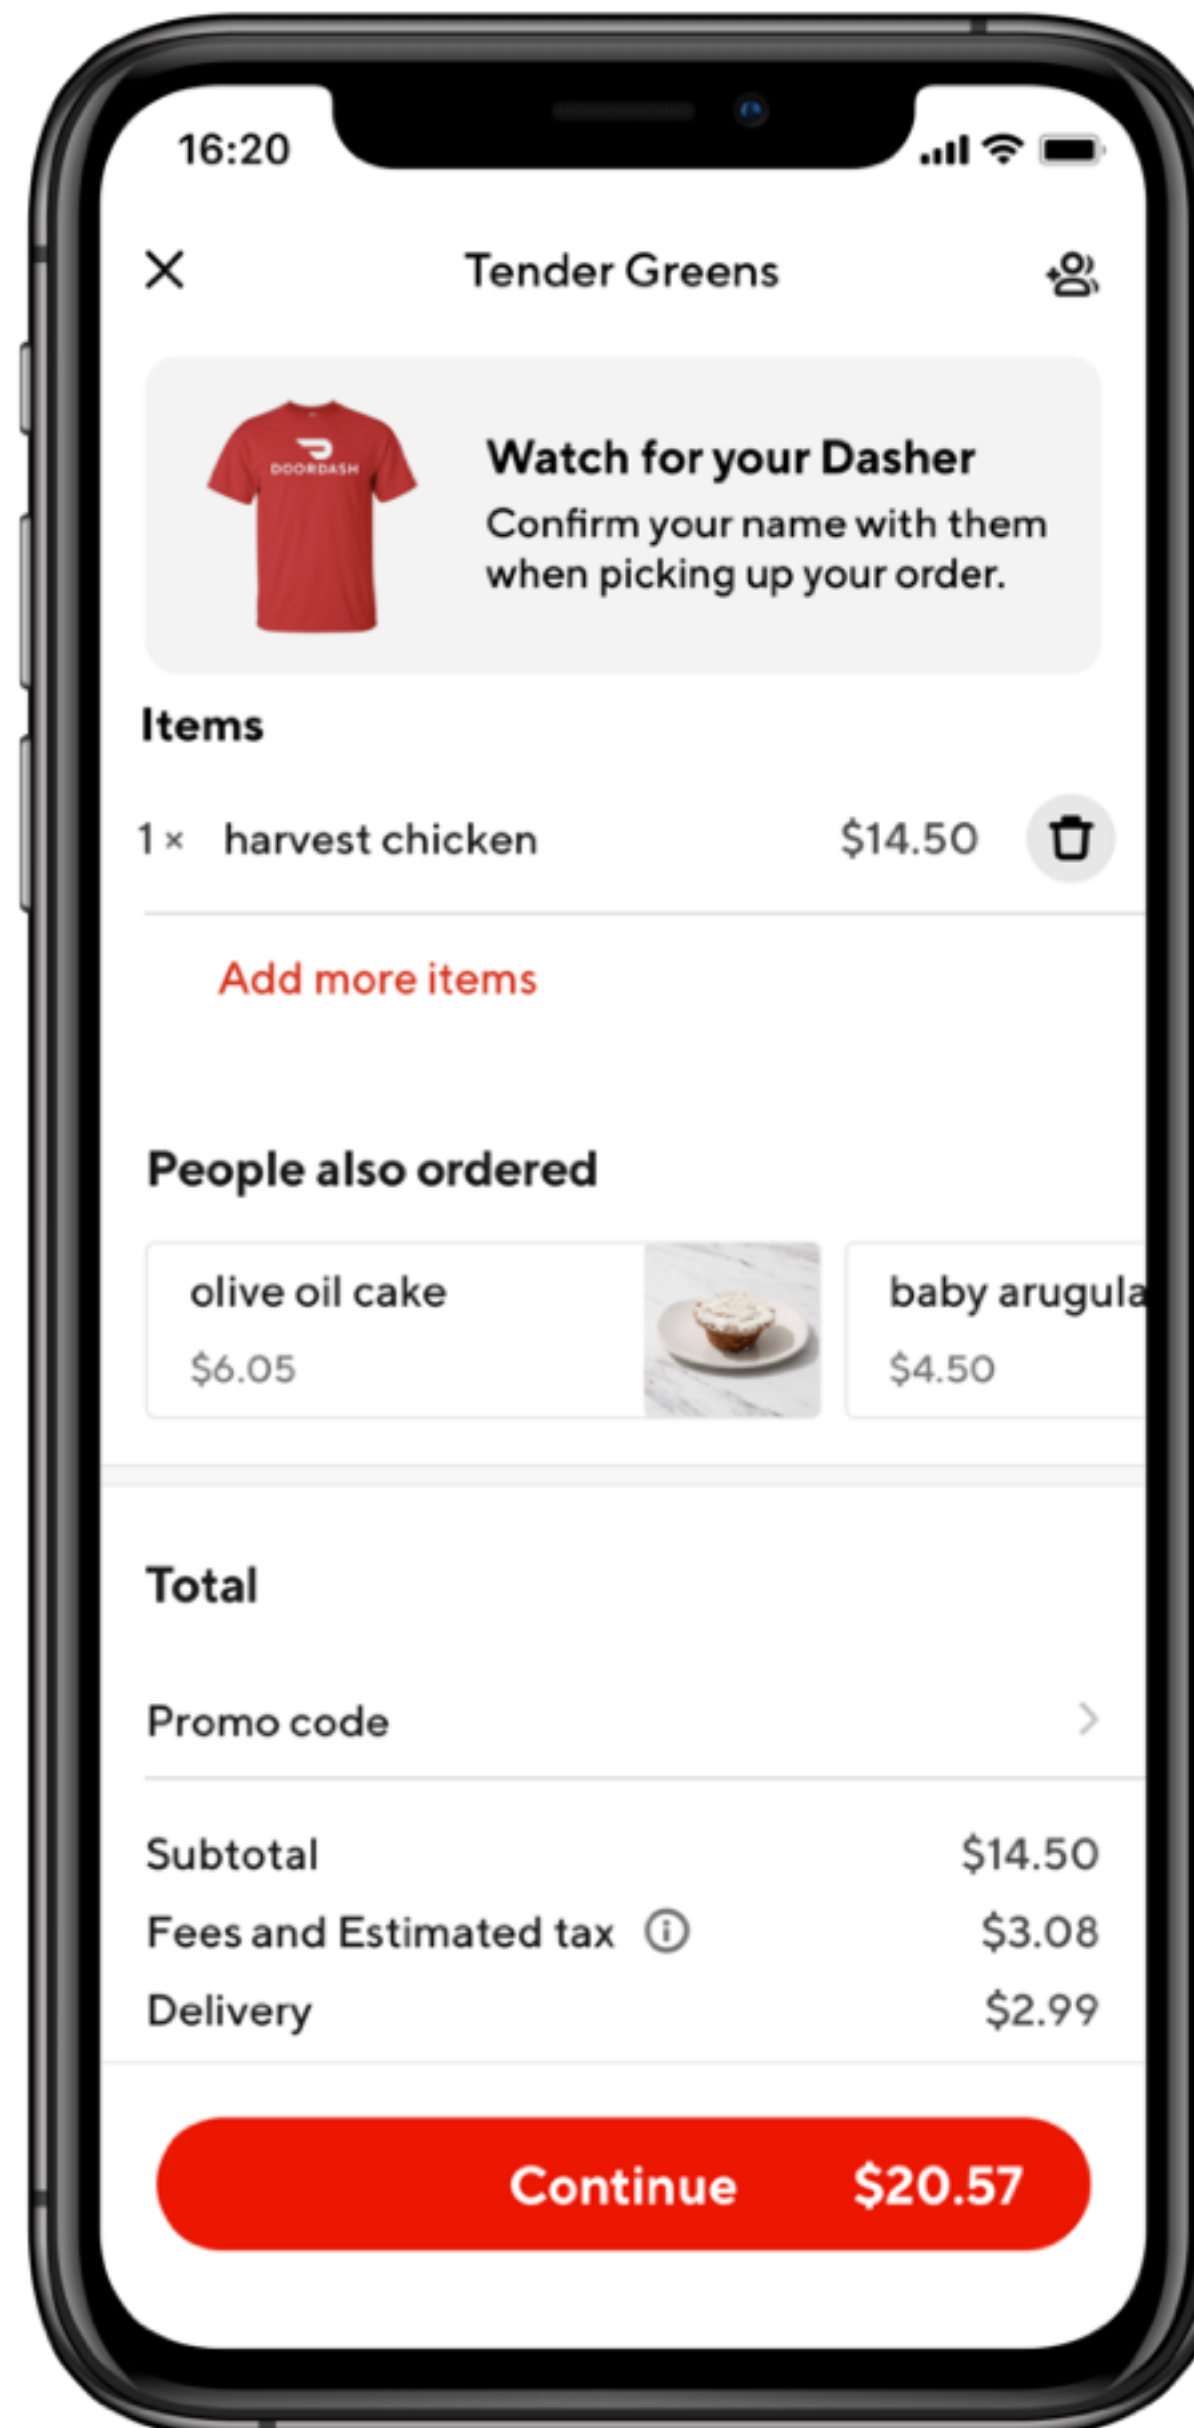 16:20
Tender Greens
DOORDASH
Watch for your Dasher
Confirm your name with them
when picking up your order.
Items
1 × harvest chicken $14.50
Add more items
People also ordered
olive oil cake
$6.05
baby arugula
$4.50
Total
Promo code
Subtotal $14.50
Fees and Estimated tax $3.08
Delivery $2.99
Continue $20.57